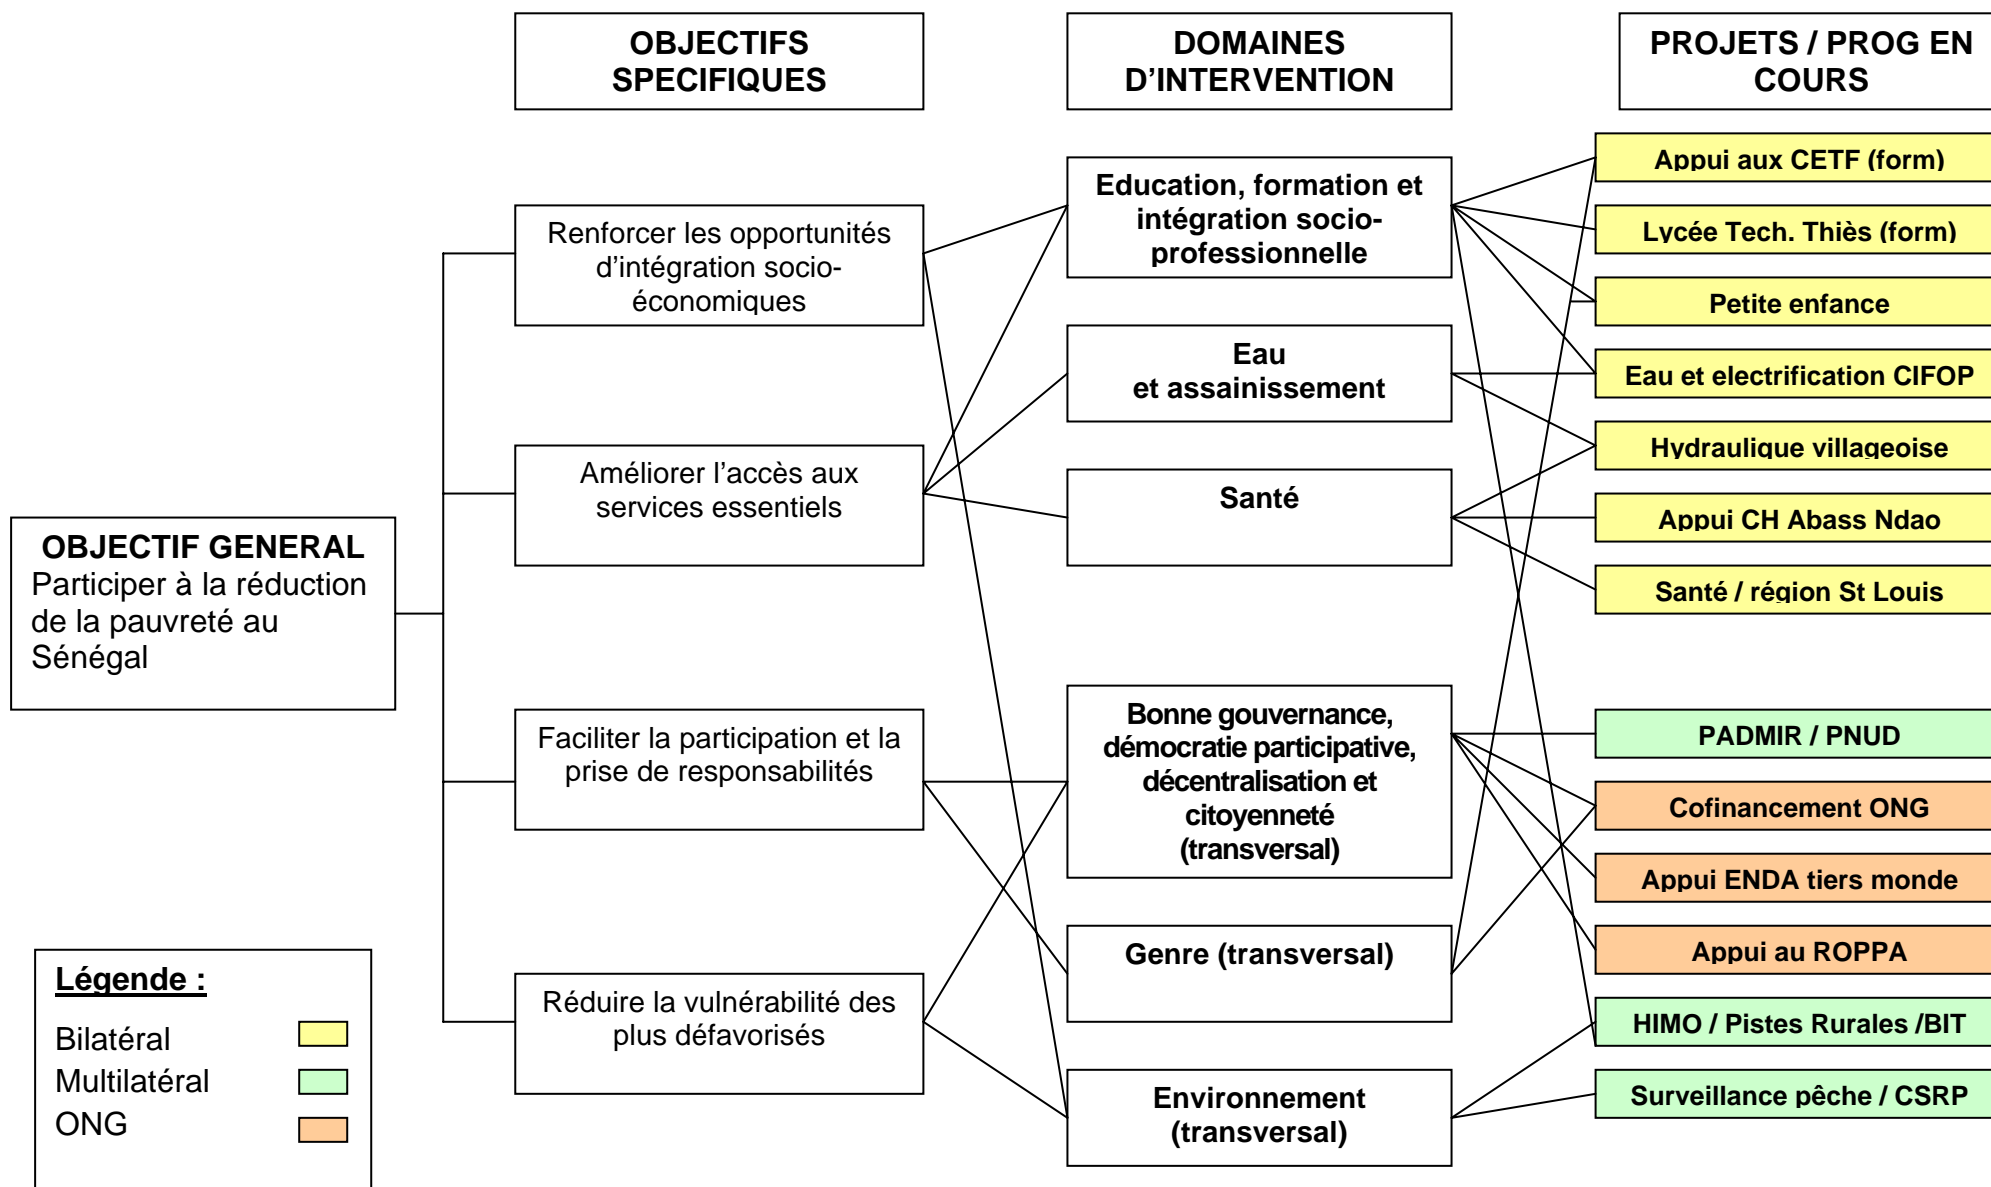 OBJECTIFS
SPECIFIQUES
DOMAINES
D’INTERVENTION
PROJETS / PROG EN
COURS
OBJECTIF GENERAL
Participer à la réduction
de la pauvreté au
Sénégal
Renforcer les opportunités
d’intégration socio-
économiques
Améliorer l’accès aux
services essentiels
Faciliter la participation et la
prise de responsabilités
Réduire la vulnérabilité des
plus défavorisés
Education, formation et
intégration socio-
professionnelle
Eau
et assainissement
Santé
Bonne gouvernance,
démocratie participative,
décentralisation et
citoyenneté
(transversal)
Genre (transversal)
Environnement
(transversal)
Appui aux CETF (form)
Lycée Tech. Thiès (form)
Petite enfance
Eau et electrification CIFOP
Hydraulique villageoise
Appui CH Abass Ndao
Santé / région St Louis
PADMIR / PNUD
Cofinancement ONG
Appui ENDA tiers monde
Appui au ROPPA
HIMO / Pistes Rurales /BIT
Surveillance pêche / CSRP
Légende :
Bilatéral
Multilatéral
ONG